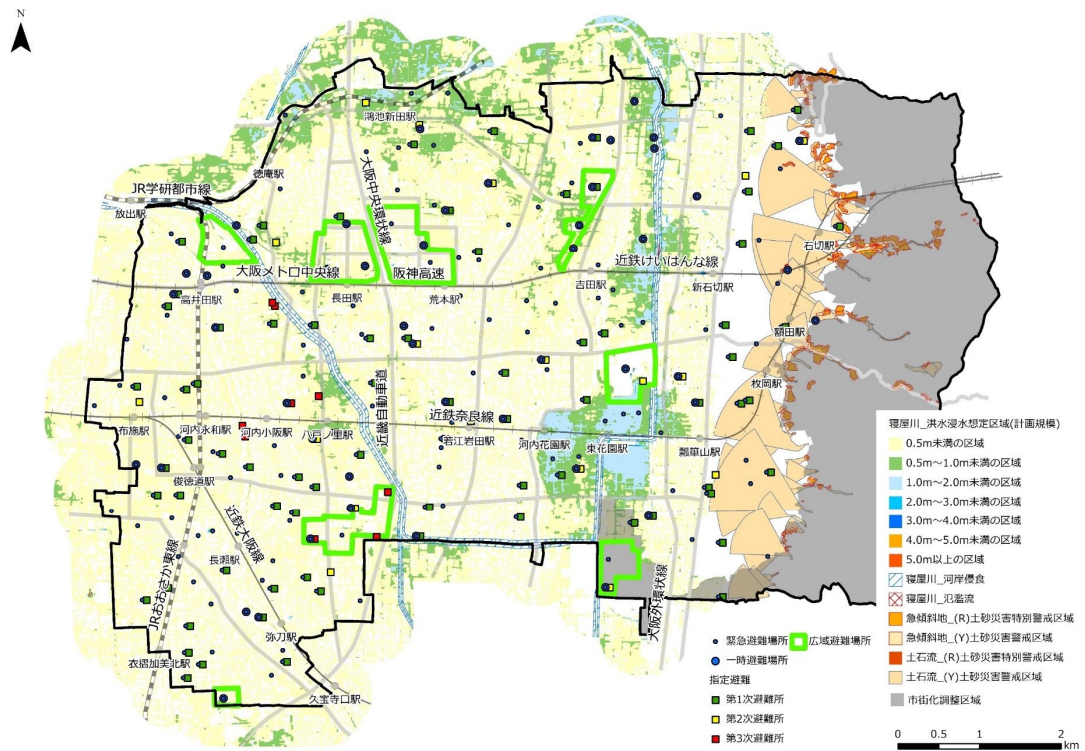 N
鴻池新田駅
徳庵駅
大阪中央環状線
JR学研都市線
放出駅
石切駅
大阪メトロ中央線
阪神高速
近鉄けいはんな線
高井田駅
長田駅
荒本駅
吉田駅
新石切駅
額田駅
枚岡駅
近畿自動車道
近鉄奈良線
布施駅
河内永和駅
河内小阪駅
八戸ノ里駅
若江岩田駅
河内花園駅
東花園駅
瓢簞山駅
俊徳道駅
近鉄大阪線
長瀬駅
JRおおさか東線
弥刀駅
大阪外環状線
衣摺加美北駅
久宝寺口駅
寝屋川_洪水浸水想定区域(計画規模)
0.5m未満の区域
0.5m～1.0m未満の区域
1.0m～2.0m未満の区域
2.0m～3.0m未満の区域
3.0m～4.0m未満の区域
4.0m～5.0m未満の区域
5.0m以上の区域
寝屋川_河岸侵食
寝屋川_氾濫流
急傾斜地_(R)土砂災害特別警戒区域
急傾斜地_(Y)土砂災害警戒区域
土石流_(R)土砂災害特別警戒区域
土石流_(Y)土砂災害警戒区域
市街化調整区域
緊急避難場所 広域避難場所
一時避難場所
指定避難
第1次避難所
第2次避難所
第3次避難所
0 0.5 1 2
km